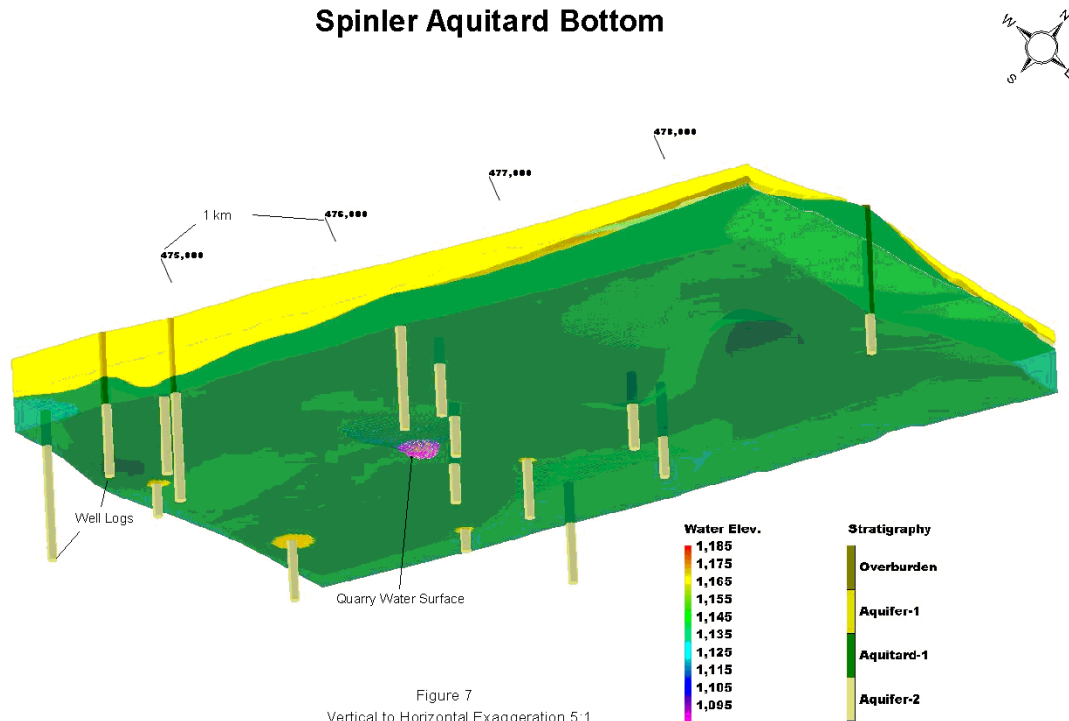 Spinler Aquitard Bottom
W
N
S
E
478,000
477,000
1 km
476,000
475,000
Well Logs
Quarry Water Surface
Water Elev.
1,185
1,175
1,165
1,155
1,145
1,135
1,125
1,115
1,105
1,095
Stratigraphy
Overburden
Aquifer-1
Aquitard-1
Aquifer-2
Figure 7
Vertical to Horizontal Exaggeration 5:1